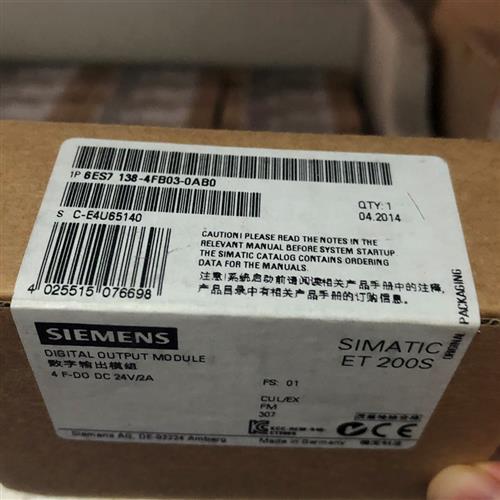 1P 6ES7 138-4FB03-0AB0
QTY: 1
04.2014
S C-E4U65140
CAUTION! PLEASE READ THE NOTES IN THE
RELEVANT MANUAL BEFORE SYSTEM STARTUP
THE SIMATIC CATALOG CONTAINS ORDERING
DATA FOR THE MANUALS.
注意!系统启动前请阅读相关产品手册中的注释,
产品目录中有相关产品手册的订购信息.
4 025515 076698
ORIGINAL PACKAGING
SIEMENS
DIGITAL OUTPUT MODULE
数字输出模组
4 F-DO DC 24V/2A
SIMATIC
ET 200S
FS: 01
CUL/EX
FM
307
Siemens AG, DE-92224 Amberg
Made in Germany
C CE